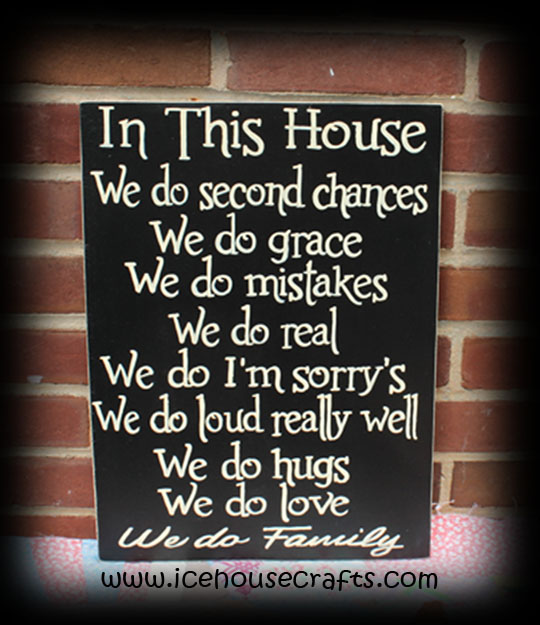 In This House
We do second chances
We do grace
We do mistakes
We do real
We do I'm sorry's
We do loud really well
We do hugs
We do love
We do Family
www.icehousecrafts.com